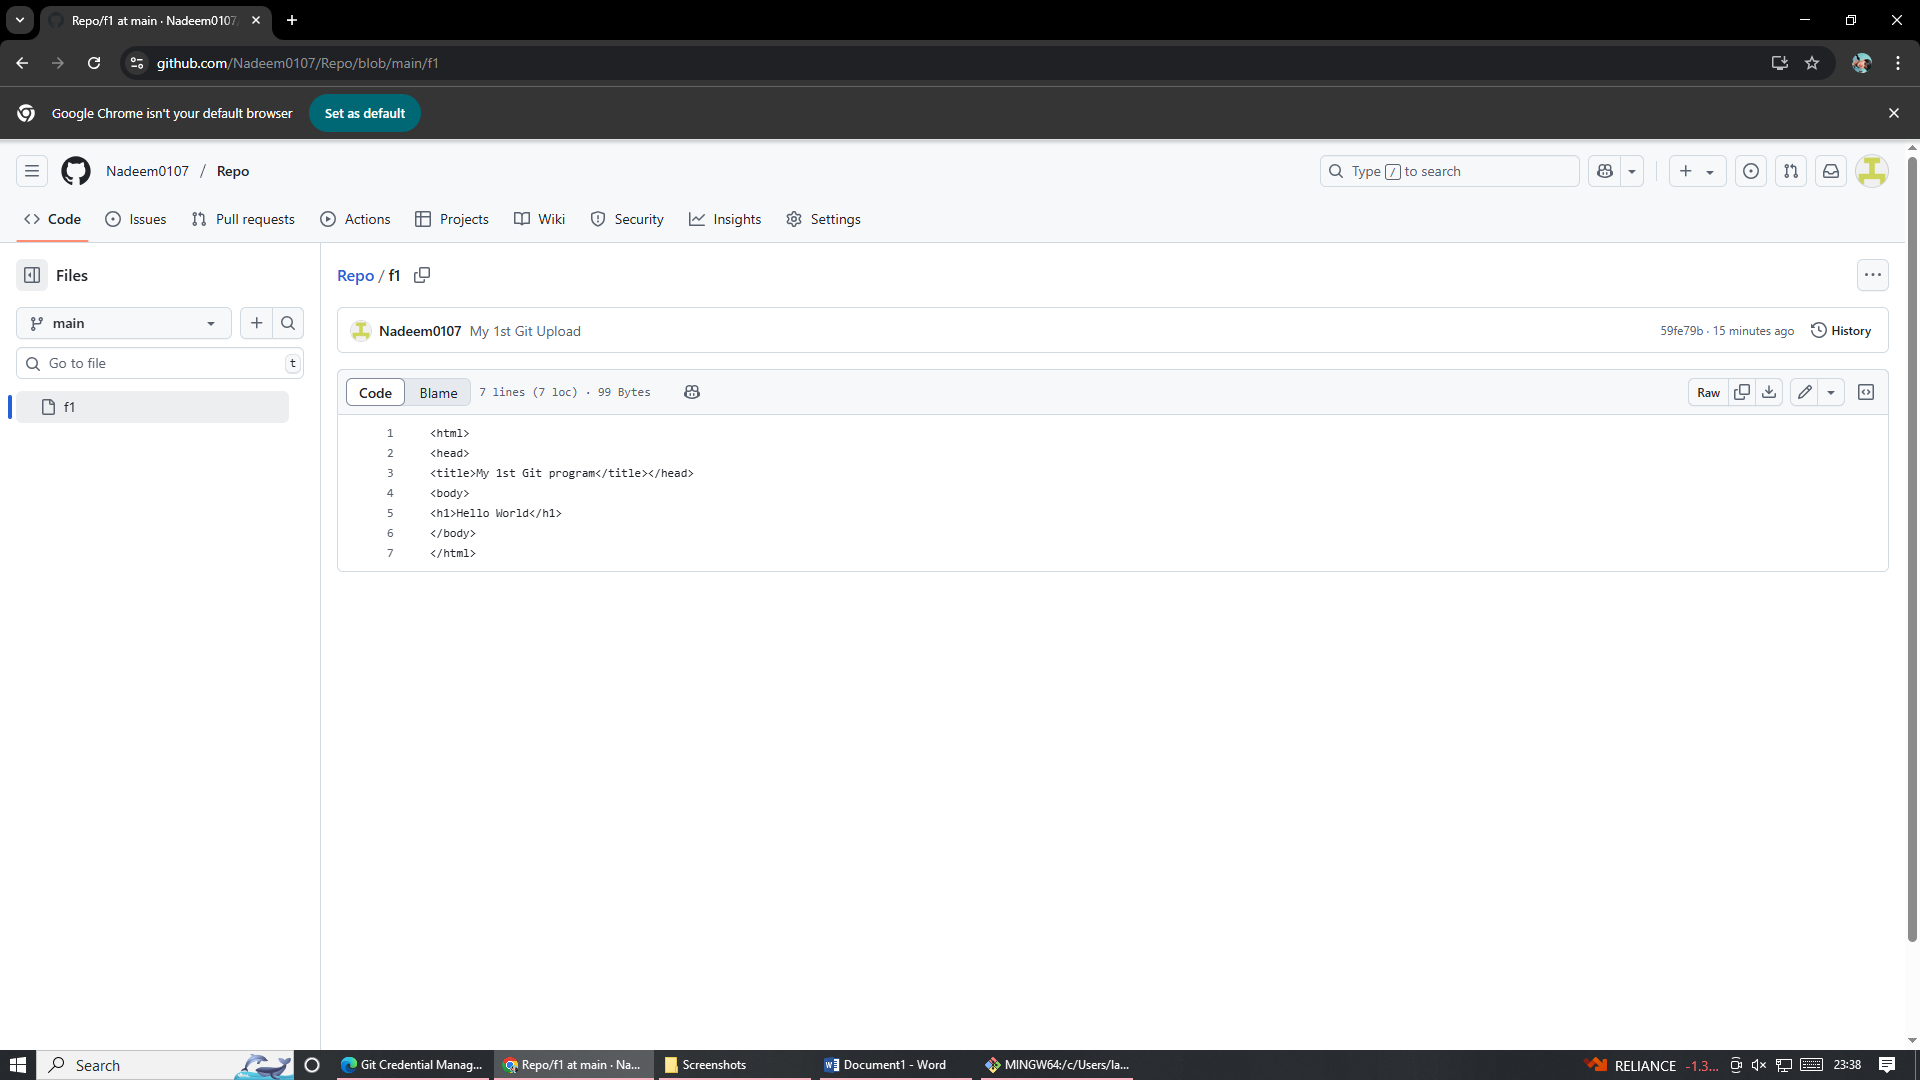 Repo/f1 at main · Nadeem0107/
github.com/Nadeem0107/Repo/blob/main/f1
Google Chrome isn't your default browser
Set as default
Nadeem0107 / Repo
Type / to search
Code
Issues
Pull requests
Actions
Projects
Wiki
Security
Insights
Settings
Files
main
Go to file
t
f1
Repo / f1
Nadeem0107 My 1st Git Upload
59fe79b · 15 minutes ago
History
Code
Blame
7 lines (7 loc) · 99 Bytes
Raw
1 <html>
2 <head>
3 <title>My 1st Git program</title></head>
4 <body>
5 <h1>Hello World</h1>
6 </body>
7 </html>
Search
Git Credential Manag...
Repo/f1 at main · Na...
Screenshots
Document1 - Word
MINGW64:/c/Users/la...
RELIANCE -1.3...
23:38